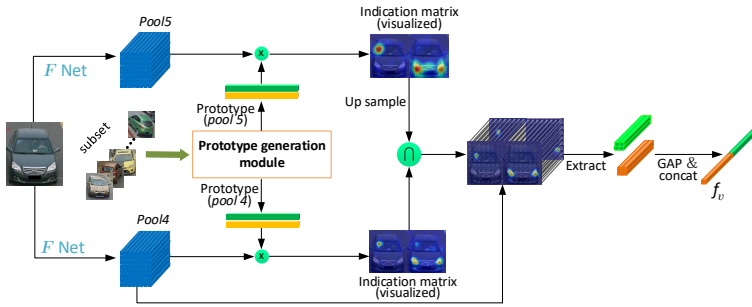 Pool5
Indication matrix
(visualized)
F Net
x
Prototype
(pool 5)
Up sample
subset
Prototype generation
module
∩
Extract
GAP &
concat
f_v
Prototype
(pool 4)
Pool4
F Net
x
Indication matrix
(visualized)